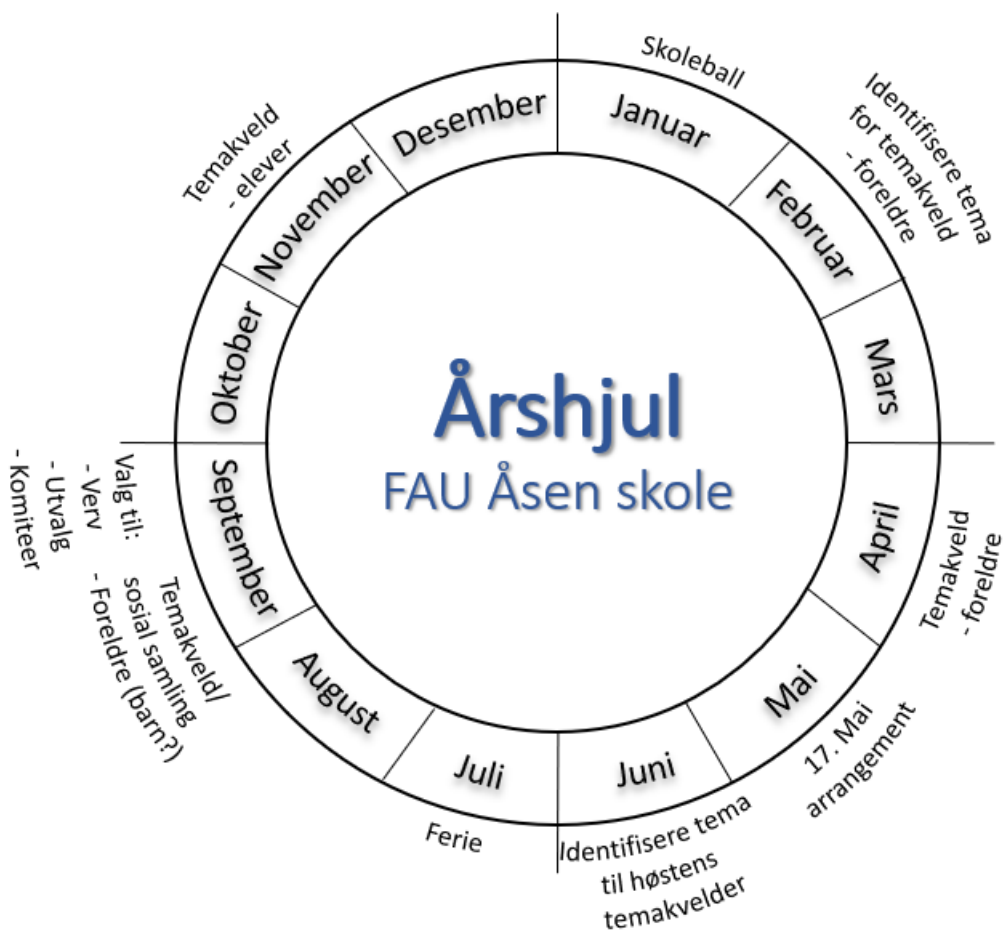 Årshjul
FAU Åsen skole
Januar
Skoleball
Februar
Identifisere tema
for temakveld
- foreldre
Mars
April
Temakveld
- foreldre
Mai
17. Mai
arrangement
Juni
Identifisere tema
til høstens
temakvelder
Juli
Ferie
August
September
Temakveld/
sosial samling
- Foreldre (barn?)
Valg til:
- Verv
- Utvalg
- Komiteer
Oktober
November
Temakveld
- elever
Desember